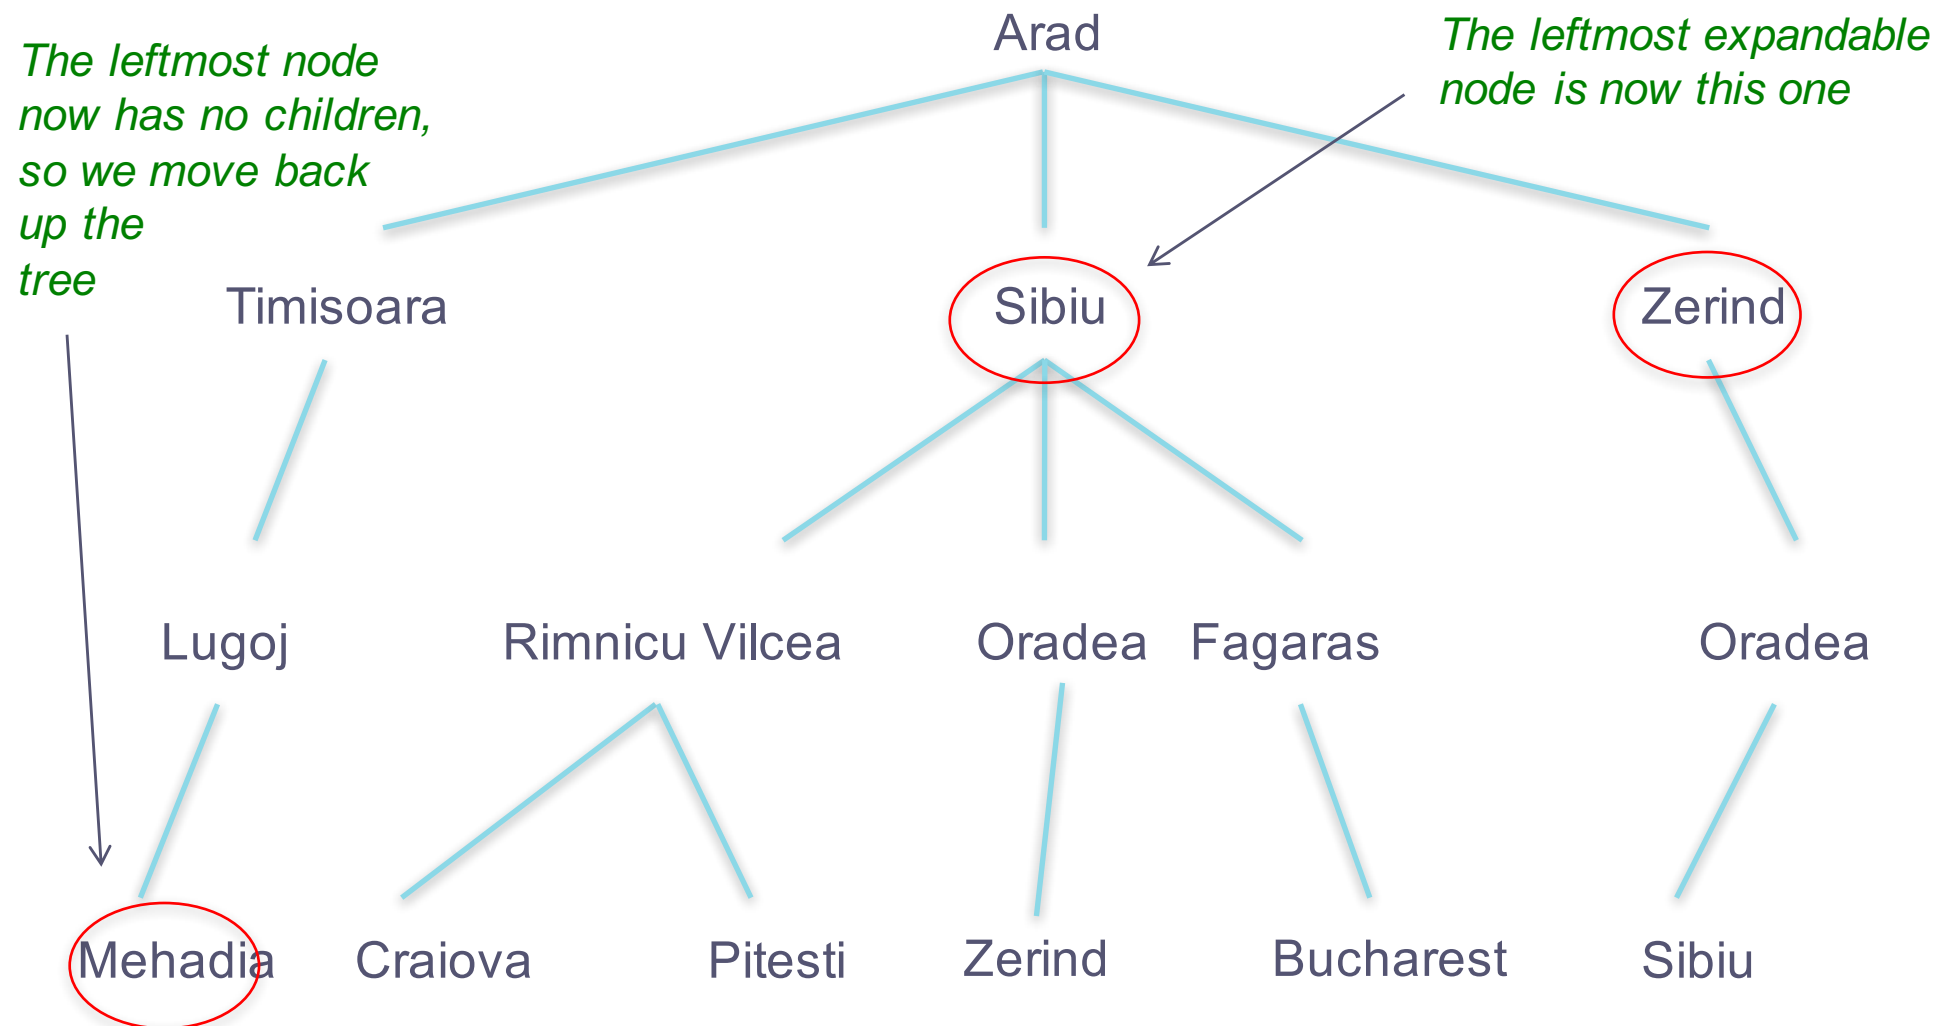 The leftmost node
now has no children,
so we move back
up the
tree
Arad
The leftmost expandable
node is now this one
Timisoara
Sibiu
Zerind
Lugoj
Rimnicu Vilcea
Oradea
Fagaras
Oradea
Mehadia
Craiova
Pitesti
Zerind
Bucharest
Sibiu